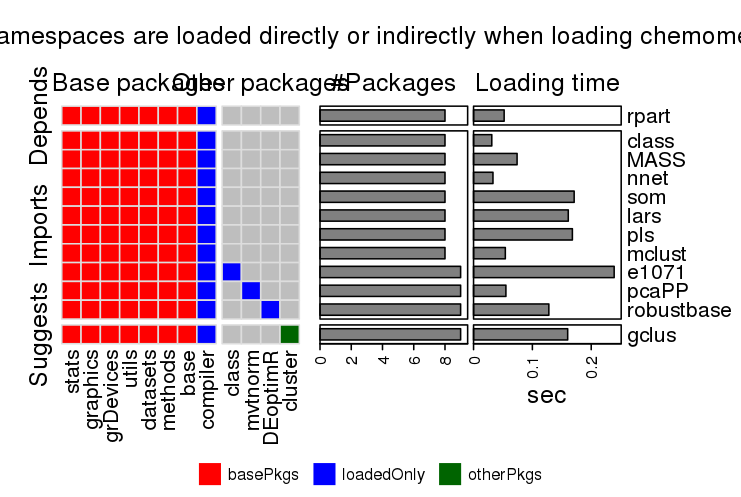 amespaces are loaded directly or indirectly when loading chemome
Base packages
Other packages
#Packages
Loading time
Depends
Imports
Suggests
rpart
class
MASS
nnet
som
lars
pls
mclust
e1071
pcaPP
robustbase
gclus
stats
graphics
grDevices
utils
datasets
methods
base
compiler
class
mvtnorm
DEoptimR
cluster
0 2 4 6 8
0 0.1 0.2
sec
basePkgs loadedOnly otherPkgs